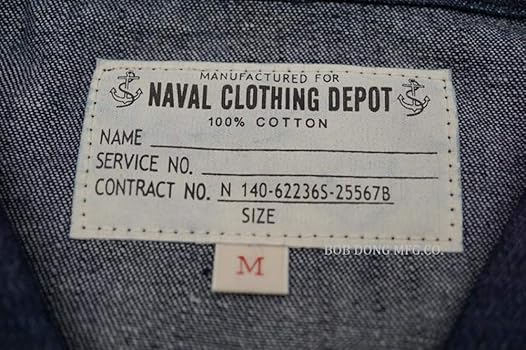 MANUFACTURED FOR
NAVAL CLOTHING DEPOT
100% COTTON
NAME
SERVICE NO.
CONTRACT NO. N 140-62236S-25567B
SIZE
BOB DONG MFG.CO.
M